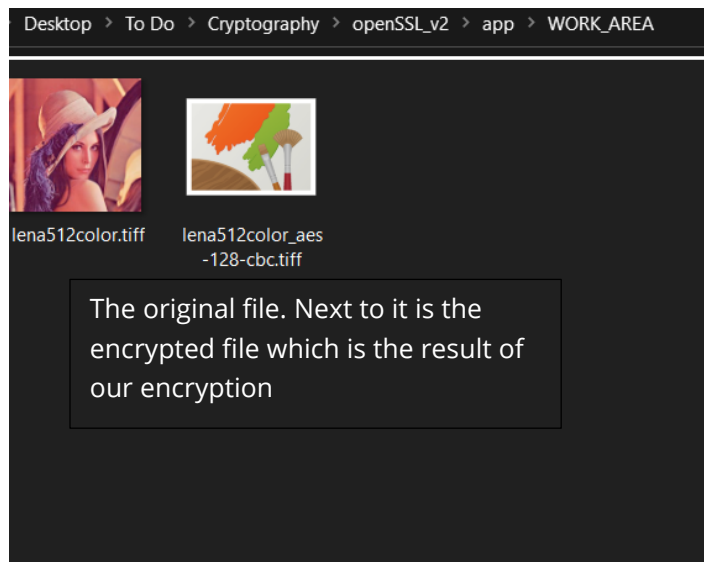 Desktop > To Do > Cryptography > openSSL_v2 > app > WORK_AREA
lena512color.tiff
lena512color_aes
-128-cbc.tiff
The original file. Next to it is the
encrypted file which is the result of
our encryption